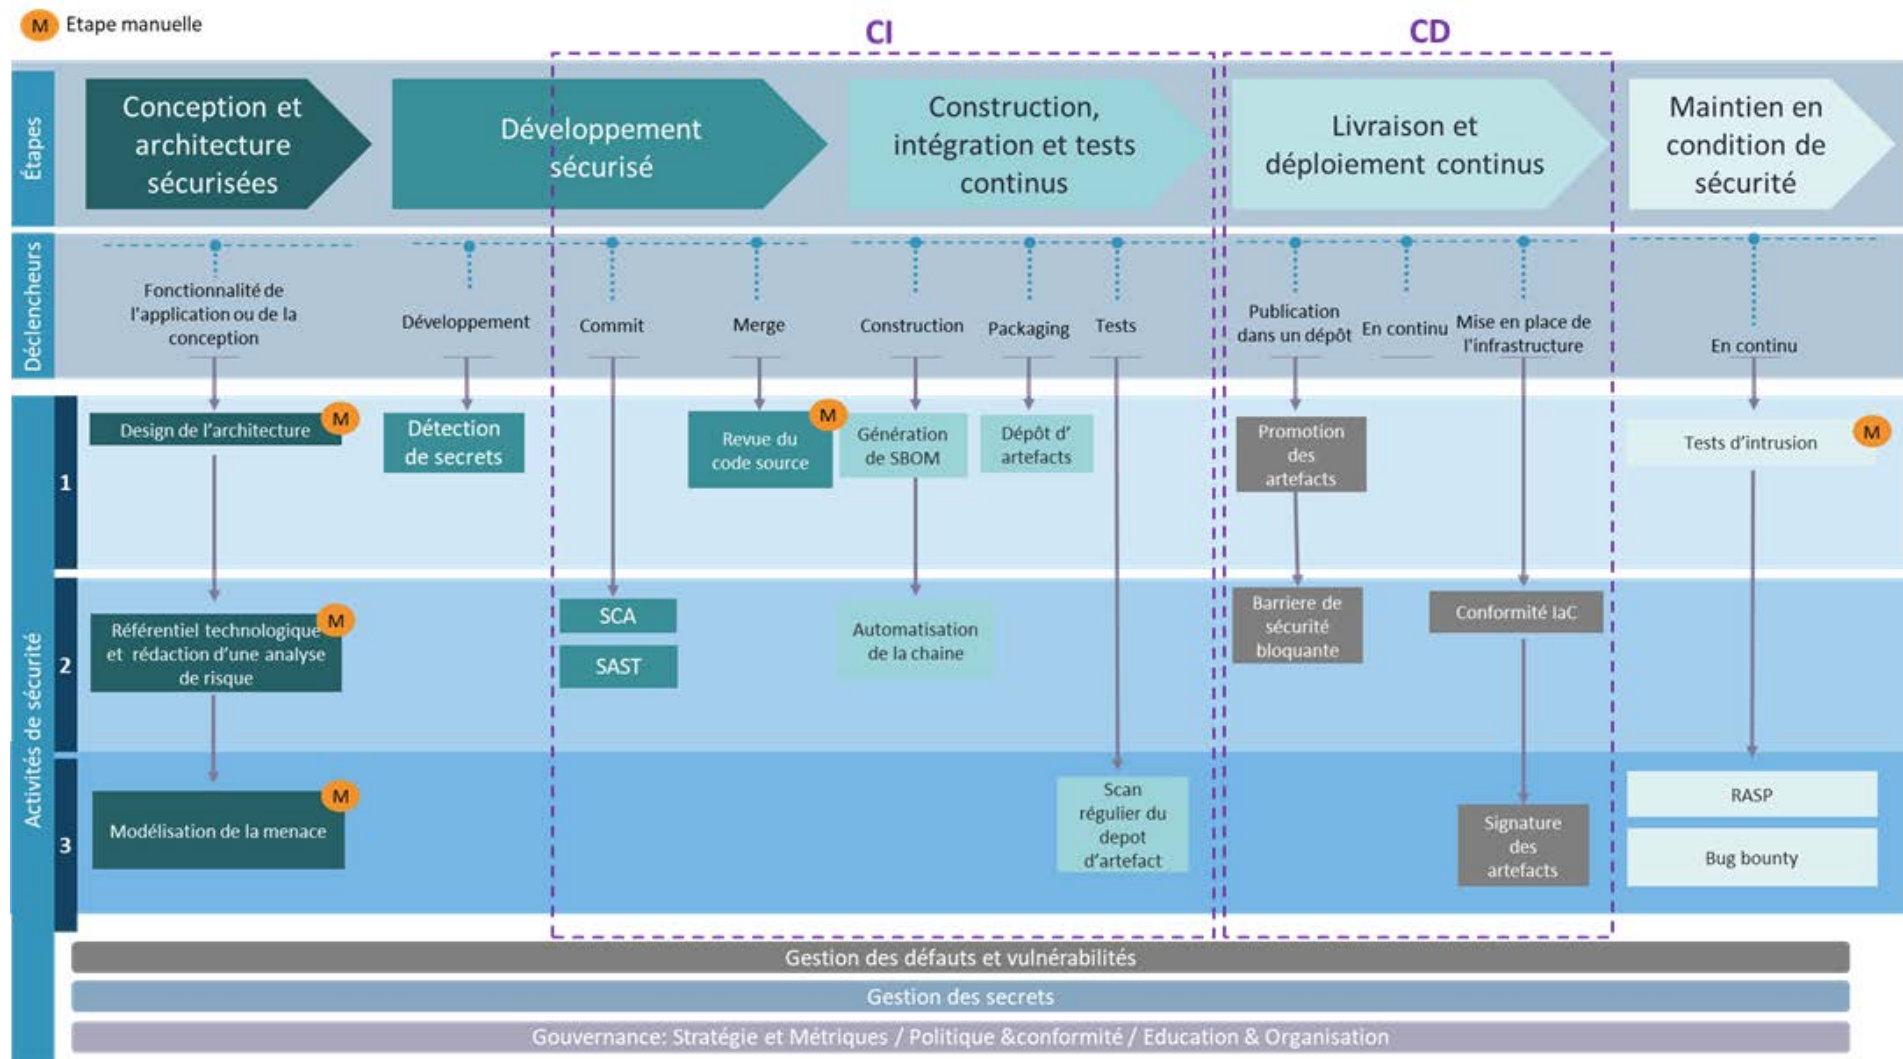 M Etape manuelle
CI
CD
Étapes
Conception et
architecture
sécurisées
Développement
sécurisé
Construction,
intégration et tests
continus
Livraison et
déploiement continus
Maintien en
condition de
sécurité
Déclencheurs
Fonctionnalité de
l'application ou de la
conception
Développement
Commit
Merge
Construction
Packaging
Tests
Publication
dans un dépôt
En continu
Mise en place de
l'infrastructure
En continu
Activités de sécurité
1
Design de l'architecture
M
Détection
de secrets
Revue du
code source
M
Génération
de SBOM
Dépôt d'
artefacts
Promotion
des
artefacts
Tests d'intrusion
M
2
Référentiel technologique
et rédaction d'une analyse
de risque
M
SCA
SAST
Automatisation
de la chaine
Barriere de
sécurité
bloquante
Conformité IaC
3
Modélisation de la menace
M
Scan
régulier du
depot
d'artefact
Signature
des
artefacts
RASP
Bug bounty
Gestion des défauts et vulnérabilités
Gestion des secrets
Gouvernance: Stratégie et Métriques / Politique &conformité / Education & Organisation